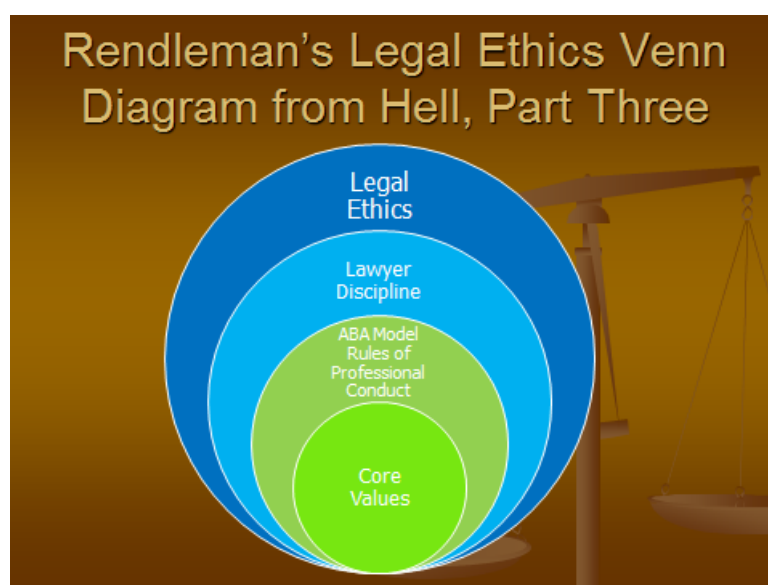 Rendleman's Legal Ethics Venn
Diagram from Hell, Part Three
Legal
Ethics
Lawyer
Discipline
ABA Model
Rules of
Professional
Conduct
Core
Values